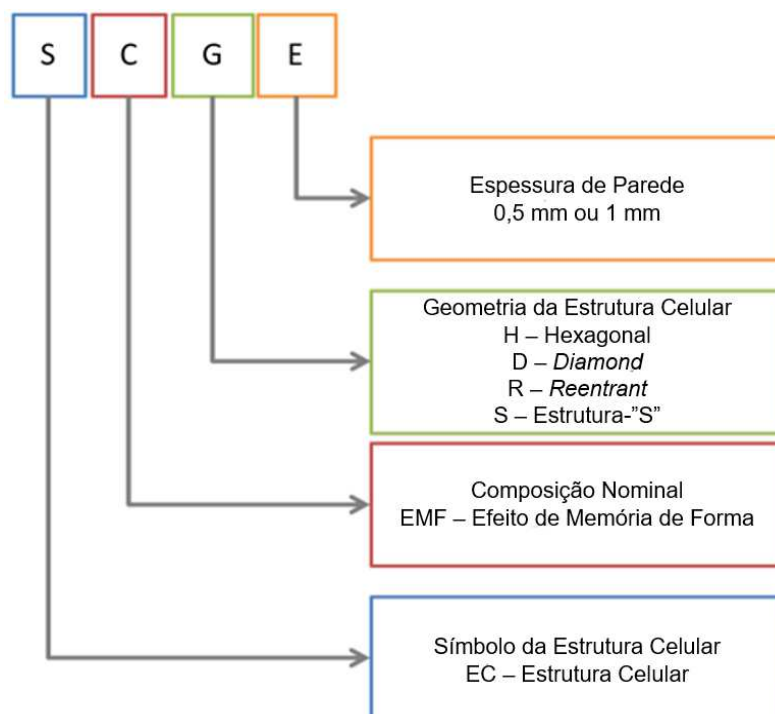 S C G E
Espessura de Parede
0,5 mm ou 1 mm
Geometria da Estrutura Celular
H – Hexagonal
D – Diamond
R – Reentrant
S – Estrutura-”S”
Composição Nominal
EMF – Efeito de Memória de Forma
Símbolo da Estrutura Celular
EC – Estrutura Celular